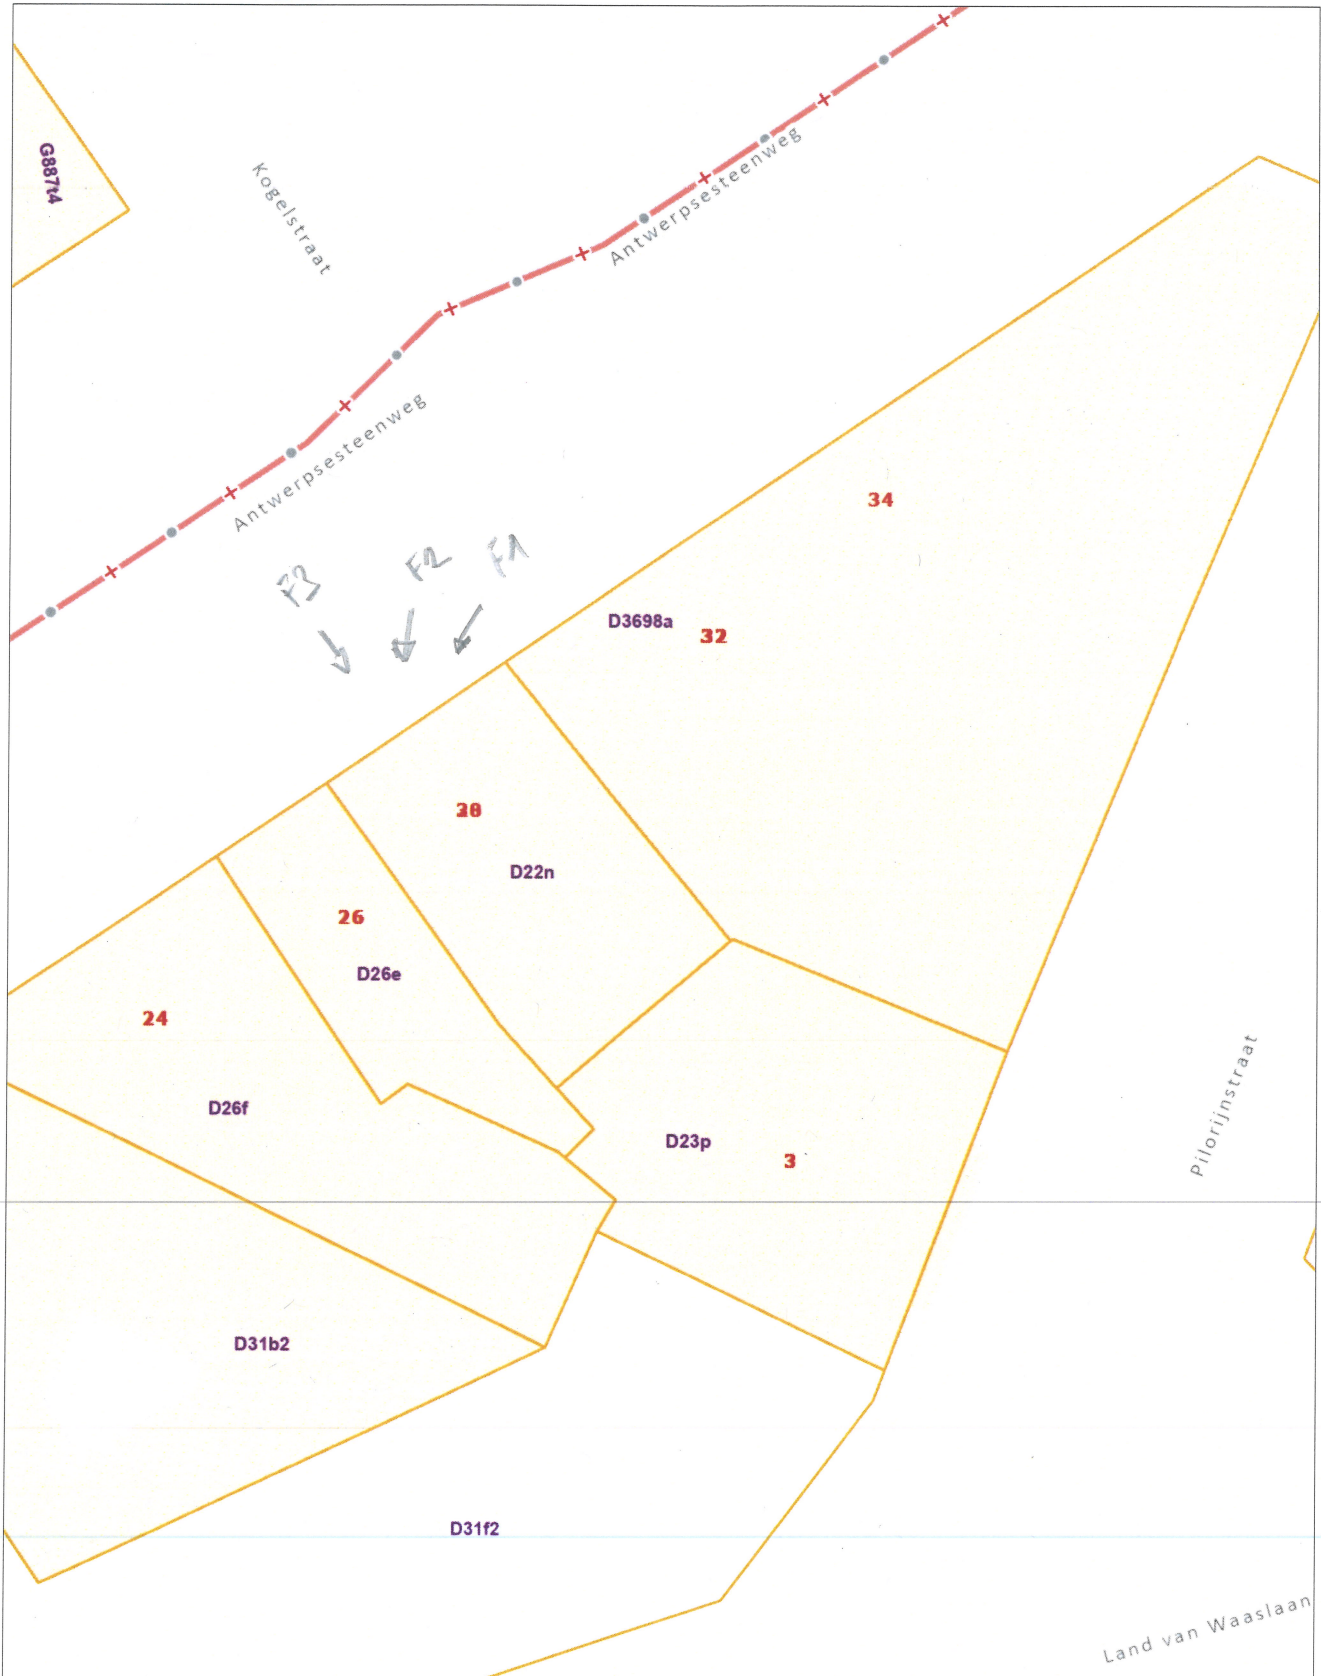 G887t4
Kogelstraat
Antwerpsesteenweg
Antwerpsesteenweg
34
F3
F2
F1
D3698a
32
D22n
26
D26e
24
D26f
D23p
3
Pilorijnstraat
D31b2
D31f2
Land van Waaslaan